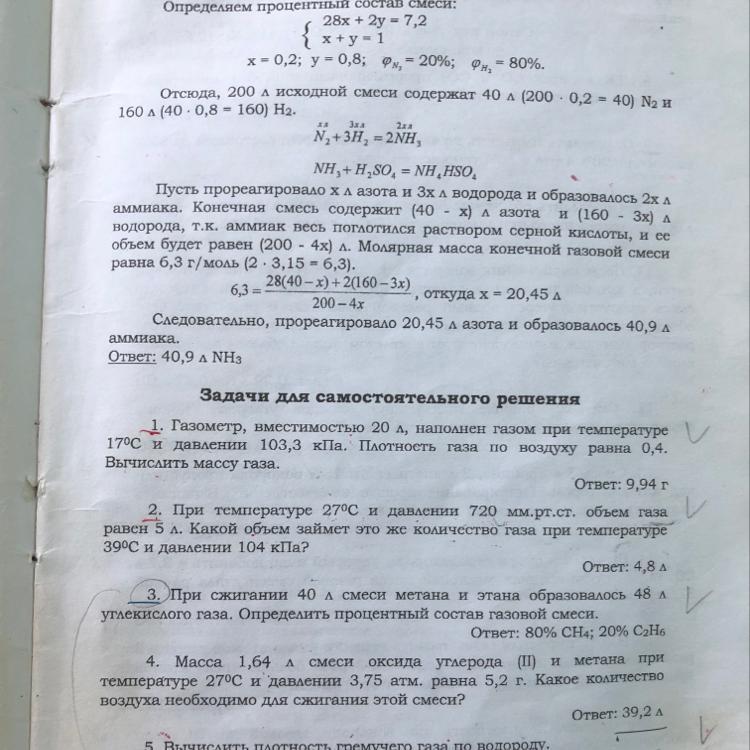 Определяем процентный состав смеси:
28x + 2y = 7,2
x + y = 1
x = 0,2; y = 0,8; φN₂ = 20%; φH₂ = 80%.
Отсюда, 200 л исходной смеси содержат 40 л (200 · 0,2 = 40) N2 и
160 л (40 · 0,8 = 160) H2.
xл 3xл 2xл
N₂ + 3H₂ = 2NH₃
NH₃ + H₂SO₄ = NH₄HSO₄
Пусть прореагировало x л азота и 3x л водорода и образовалось 2x л
аммиака. Конечная смесь содержит (40 - x) л азота и (160 - 3x) л
водорода, т.к. аммиак весь поглотился раствором серной кислоты, и ее
объем будет равен (200 - 4x) л. Молярная масса конечной газовой смеси
равна 6,3 г/моль (2 · 3,15 = 6,3).
6,3 = 28(40 – x) + 2(160 – 3x) / 200 – 4x , откуда x = 20,45 л
Следовательно, прореагировало 20,45 л азота и образовалось 40,9 л
аммиака.
Ответ: 40,9 л NH3
Задачи для самостоятельного решения
1. Газометр, вместимостью 20 л, наполнен газом при температуре
17⁰С и давлении 103,3 кПа. Плотность газа по воздуху равна 0,4.
Вычислить массу газа.
Ответ: 9,94 г
2. При температуре 27⁰С и давлении 720 мм.рт.ст. объем газа
равен 5 л. Какой объем займет это же количество газа при температуре
39⁰С и давлении 104 кПа?
Ответ: 4,8 л
3. При сжигании 40 л смеси метана и этана образовалось 48 л
углекислого газа. Определить процентный состав газовой смеси.
Ответ: 80% CH4; 20% C2H6
4. Масса 1,64 л смеси оксида углерода (II) и метана при
температуре 27⁰С и давлении 3,75 атм. равна 5,2 г. Какое количество
воздуха необходимо для сжигания этой смеси?
Ответ: 39,2 л
5. Вычислить плотность гремучего газа по водороду.